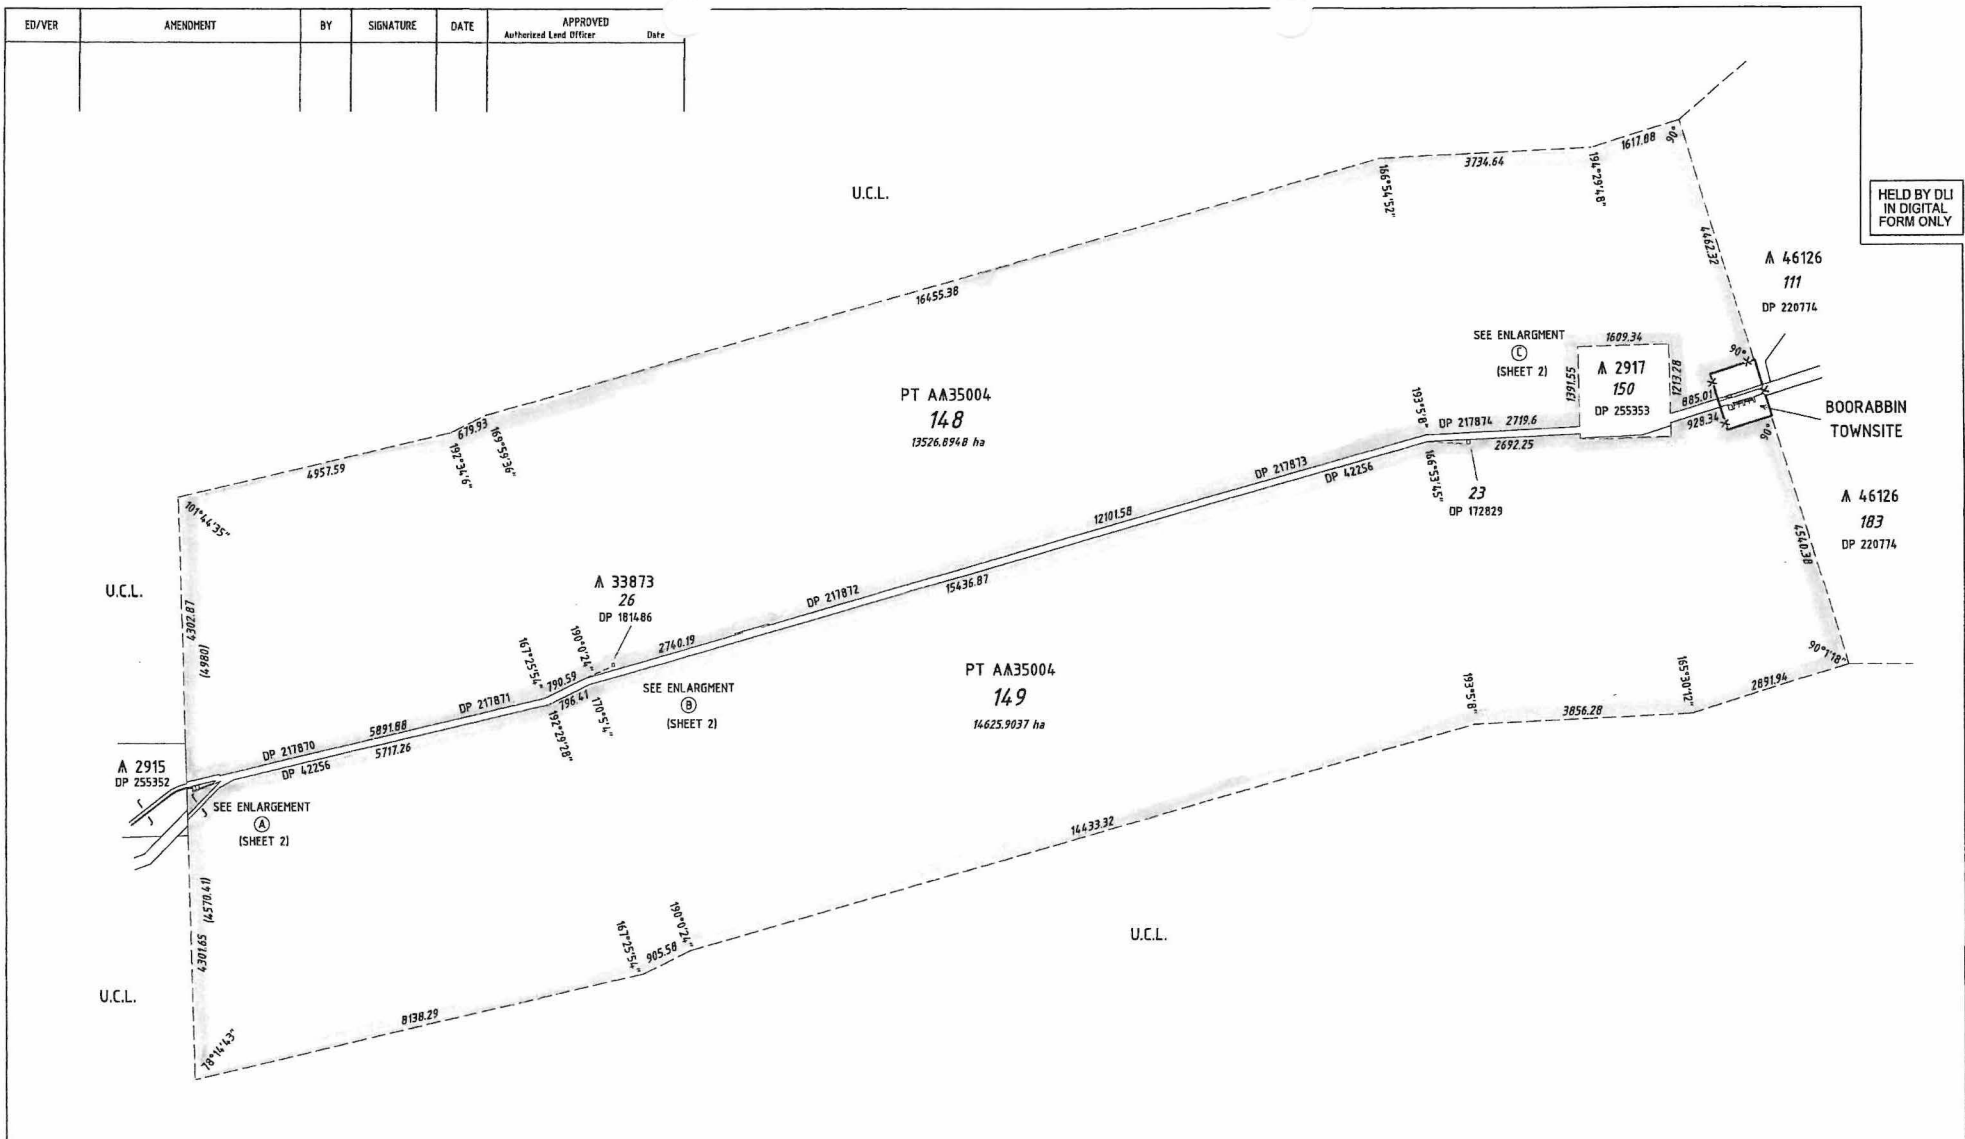 ED/VER AMENDMENT BY SIGNATURE DATE APPROVED
Authorized Land Officer Date
HELD BY DLI
IN DIGITAL
FORM ONLY
U.C.L.
3734.64
1617.88
90°
166°54'52"
194°29'48"
4462.32
16455.38
A 46126
111
DP 220774
SEE ENLARGMENT
C
(SHEET 2)
1609.34
1391.55
A 2917
150
DP 255353
1213.28
90°
885.01
928.34
90°
BOORABBIN
TOWNSITE
PT AA35004
148
13526.8948 ha
679.93
4957.59
192°34'6"
169°59'36"
101°44'35"
193°5'8"
DP 217874 2719.6
2692.25
DP 217873
DP 42256
166°53'45"
23
DP 172829
A 46126
183
DP 220774
4540.38
12101.58
15436.87
DP 217872
U.C.L.
4302.87
(4980)
A 33873
26
DP 181486
167°25'54"
190°0'24"
2740.19
790.59
796.41
192°29'28"
170°5'4"
SEE ENLARGMENT
B
(SHEET 2)
DP 217871
5891.88
5717.26
DP 217870
DP 42256
PT AA35004
149
14625.9037 ha
193°5'8"
3856.28
165°30'12"
2891.94
90°1'18"
A 2915
DP 255352
SEE ENLARGEMENT
A
(SHEET 2)
14433.32
(4570.41)
4301.65
167°25'54"
905.58
190°0'24"
U.C.L.
U.C.L.
8138.29
78°14'43"